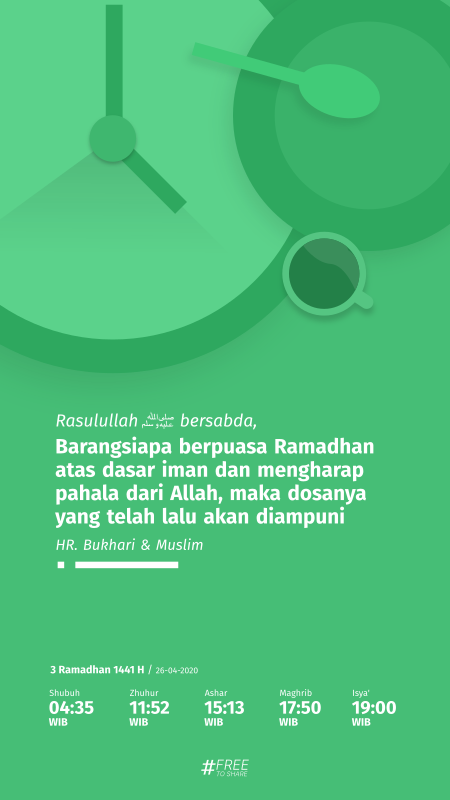 Rasulullah ﷺ bersabda,
Barangsiapa berpuasa Ramadhan
atas dasar iman dan mengharap
pahala dari Allah, maka dosanya
yang telah lalu akan diampuni
HR. Bukhari & Muslim
3 Ramadhan 1441 H / 26-04-2020
Shubuh Zhuhur Ashar Maghrib Isya'
04:35 11:52 15:13 17:50 19:00
WIB WIB WIB WIB WIB
#FREE
TO SHARE